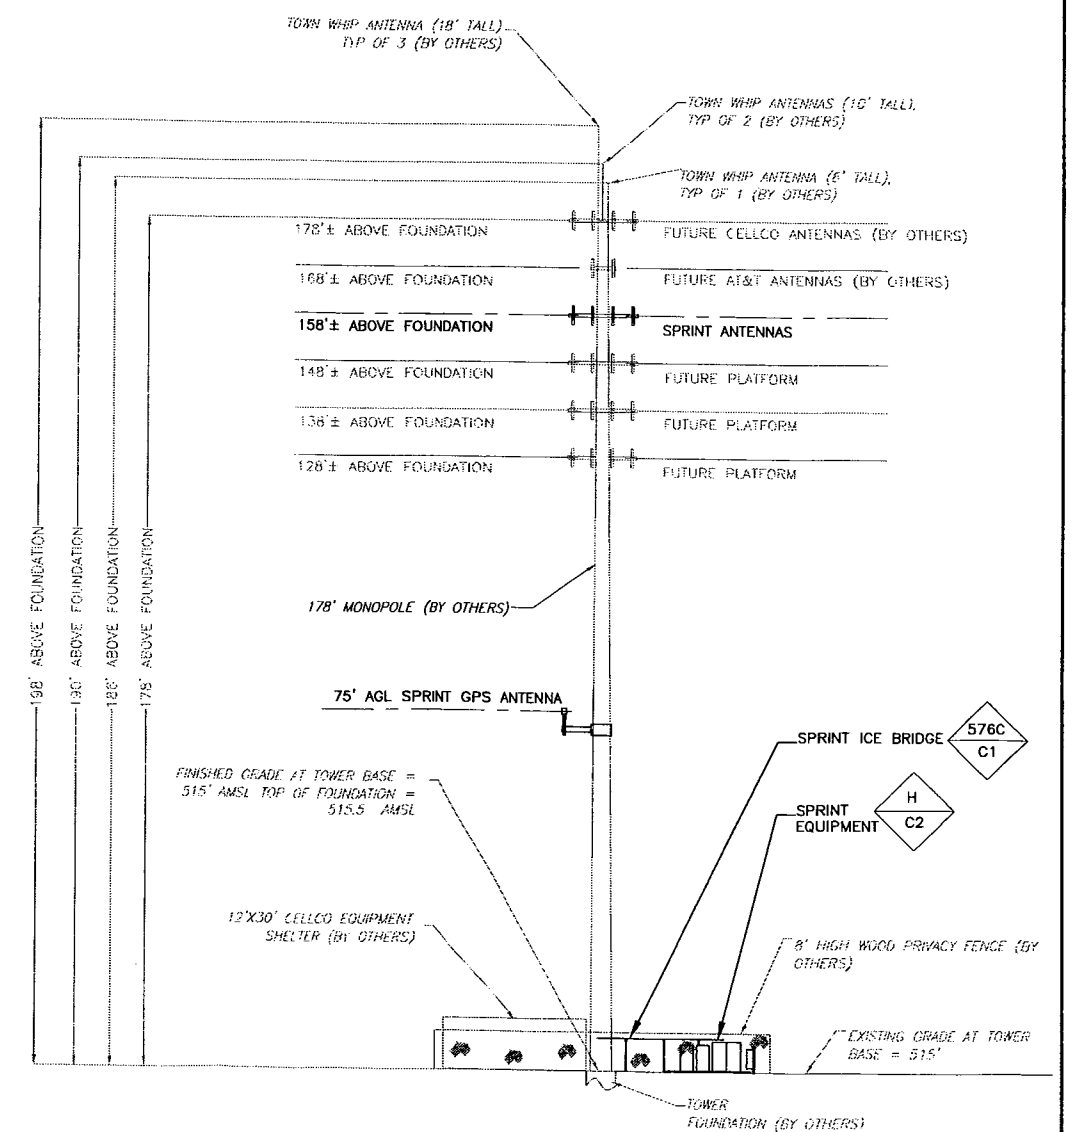 TOWN WHIP ANTENNA (18' TALL)
TYP OF 3 (BY OTHERS)
TOWN WHIP ANTENNAS (10' TALL),
TYP OF 2 (BY OTHERS)
TOWN WHIP ANTENNA (6' TALL),
TYP OF 1 (BY OTHERS)
178'± ABOVE FOUNDATION
FUTURE CELLCO ANTENNAS (BY OTHERS)
168'± ABOVE FOUNDATION
FUTURE AT&T ANTENNAS (BY OTHERS)
158'± ABOVE FOUNDATION
SPRINT ANTENNAS
148'± ABOVE FOUNDATION
FUTURE PLATFORM
138'± ABOVE FOUNDATION
FUTURE PLATFORM
128'± ABOVE FOUNDATION
FUTURE PLATFORM
198' ABOVE FOUNDATION
190' ABOVE FOUNDATION
186' ABOVE FOUNDATION
178' ABOVE FOUNDATION
178' MONOPOLE (BY OTHERS)
75' AGL SPRINT GPS ANTENNA
SPRINT ICE BRIDGE
576C
C1
FINISHED GRADE AT TOWER BASE =
515' AMSL TOP OF FOUNDATION =
515.5 AMSL
SPRINT
EQUIPMENT
H
C2
12'X30' CELLCO EQUIPMENT
SHELTER (BY OTHERS)
8' HIGH WOOD PRIVACY FENCE (BY
OTHERS)
EXISTING GRADE AT TOWER
BASE = 515'
TOWER
FOUNDATION (BY OTHERS)